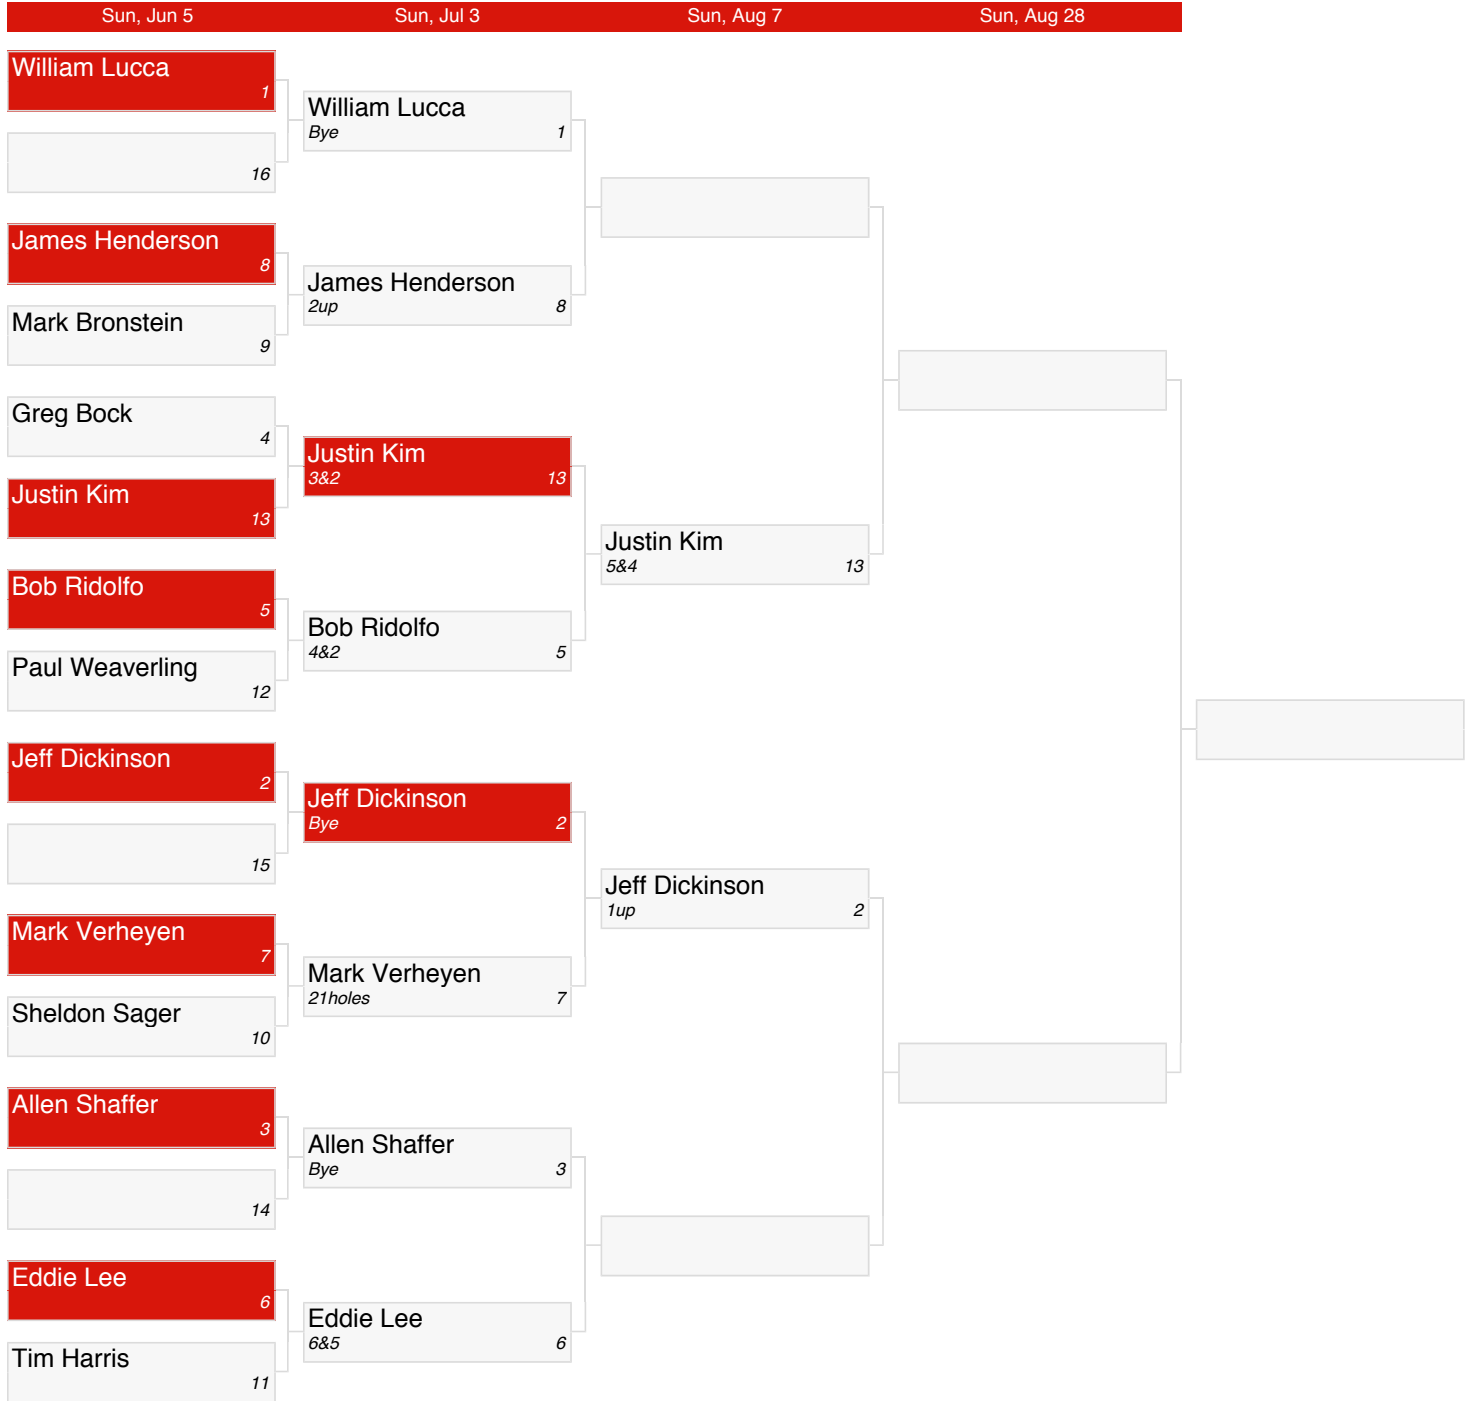 Sun, Jun 5
Sun, Jul 3
Sun, Aug 7
Sun, Aug 28
William Lucca
1
16
James Henderson
8
Mark Bronstein
9
Greg Bock
4
Justin Kim
13
Bob Ridolfo
5
Paul Weaverling
12
Jeff Dickinson
2
15
Mark Verheyen
7
Sheldon Sager
10
Allen Shaffer
3
14
Eddie Lee
6
Tim Harris
11
William Lucca
Bye 1
James Henderson
2up 8
Justin Kim
3&2 13
Bob Ridolfo
4&2 5
Jeff Dickinson
Bye 2
Mark Verheyen
21holes 7
Allen Shaffer
Bye 3
Eddie Lee
6&5 6
Justin Kim
5&4 13
Jeff Dickinson
1up 2